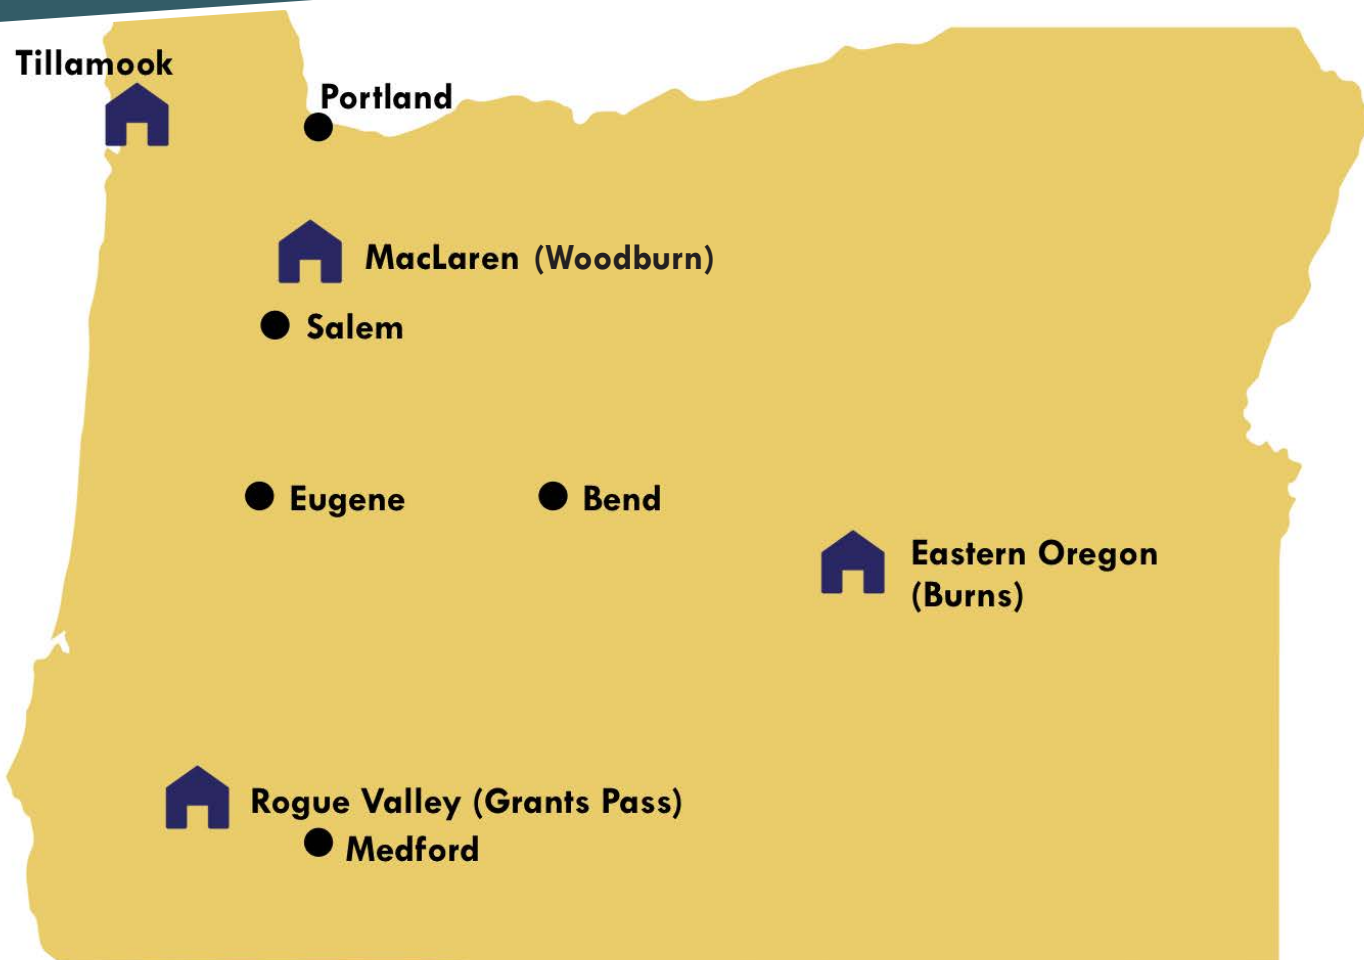 Tillamook
Portland
MacLaren (Woodburn)
Salem
Eugene
Bend
Eastern Oregon
(Burns)
Rogue Valley (Grants Pass)
Medford